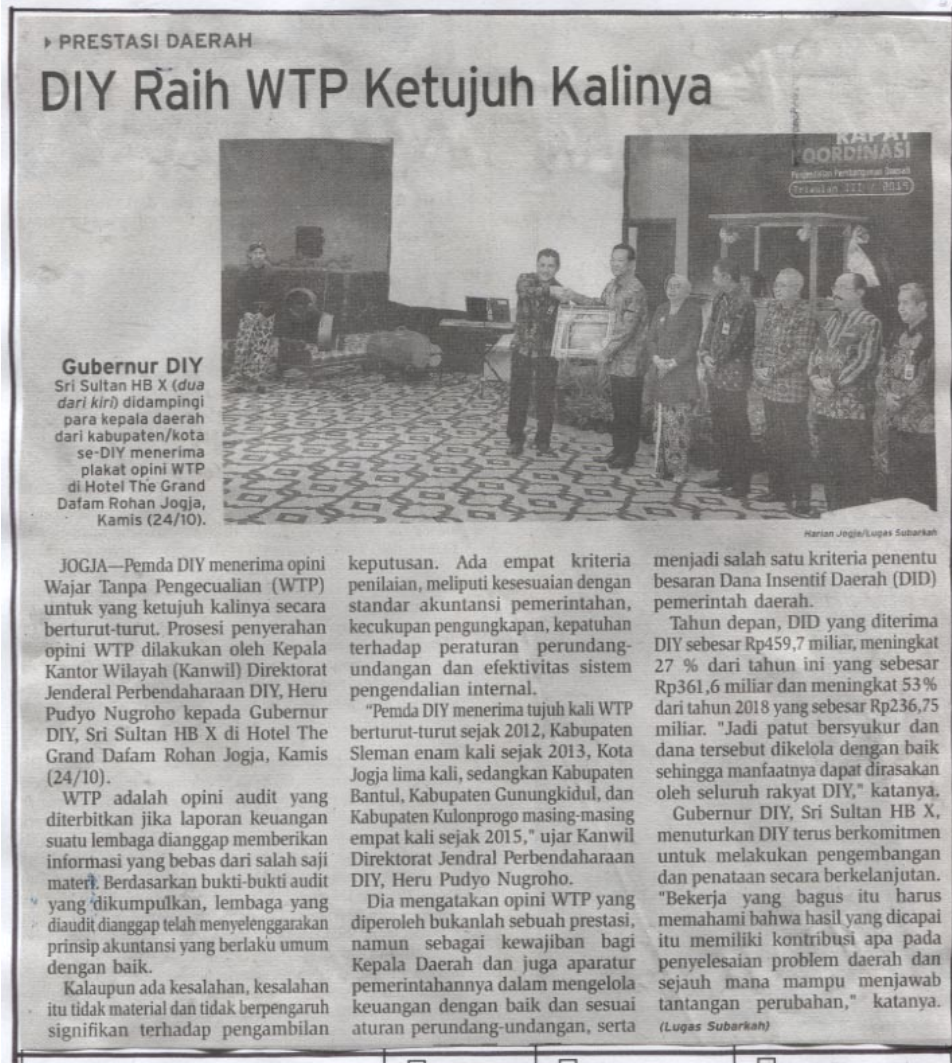 PRESTASI DAERAH
DIY Raih WTP Ketujuh Kalinya
RAPAT
OORDINASI
Pengendalian Pembangunan Daerah
Triwulan III / 2019
Gubernur DIY
Sri Sultan HB X (dua
dari kiri) didampingi
para kepala daerah
dari kabupaten/kota
se-DIY menerima
plakat opini WTP
di Hotel The Grand
Dafam Rohan Jogja,
Kamis (24/10).
Harian Jogja/Lugas Subarkah
JOGJA—Pemda DIY menerima opini
Wajar Tanpa Pengecualian (WTP)
untuk yang ketujuh kalinya secara
berturut-turut. Prosesi penyerahan
opini WTP dilakukan oleh Kepala
Kantor Wilayah (Kanwil) Direktorat
Jenderal Perbendaharaan DIY, Heru
Pudyo Nugroho kepada Gubernur
DIY, Sri Sultan HB X di Hotel The
Grand Dafam Rohan Jogja, Kamis
(24/10).
WTP adalah opini audit yang
diterbitkan jika laporan keuangan
suatu lembaga dianggap memberikan
informasi yang bebas dari salah saji
materi. Berdasarkan bukti-bukti audit
yang dikumpulkan, lembaga yang
diaudit dianggap telah menyelenggarakan
prinsip akuntansi yang berlaku umum
dengan baik.
Kalaupun ada kesalahan, kesalahan
itu tidak material dan tidak berpengaruh
signifikan terhadap pengambilan
keputusan. Ada empat kriteria
penilaian, meliputi kesesuaian dengan
standar akuntansi pemerintahan,
kecukupan pengungkapan, kepatuhan
terhadap peraturan perundang-
undangan dan efektivitas sistem
pengendalian internal.
"Pemda DIY menerima tujuh kali WTP
berturut-turut sejak 2012, Kabupaten
Sleman enam kali sejak 2013, Kota
Jogja lima kali, sedangkan Kabupaten
Bantul, Kabupaten Gunungkidul, dan
Kabupaten Kulonprogo masing-masing
empat kali sejak 2015," ujar Kanwil
Direktorat Jendral Perbendaharaan
DIY, Heru Pudyo Nugroho.
Dia mengatakan opini WTP yang
diperoleh bukanlah sebuah prestasi,
namun sebagai kewajiban bagi
Kepala Daerah dan juga aparatur
pemerintahannya dalam mengelola
keuangan dengan baik dan sesuai
aturan perundang-undangan, serta
menjadi salah satu kriteria penentu
besaran Dana Insentif Daerah (DID)
pemerintah daerah.
Tahun depan, DID yang diterima
DIY sebesar Rp459,7 miliar, meningkat
27 % dari tahun ini yang sebesar
Rp361,6 miliar dan meningkat 53%
dari tahun 2018 yang sebesar Rp236,75
miliar. "Jadi patut bersyukur dan
dana tersebut dikelola dengan baik
sehingga manfaatnya dapat dirasakan
oleh seluruh rakyat DIY," katanya.
Gubernur DIY, Sri Sultan HB X,
menuturkan DIY terus berkomitmen
untuk melakukan pengembangan
dan penataan secara berkelanjutan.
"Bekerja yang bagus itu harus
memahami bahwa hasil yang dicapai
itu memiliki kontribusi apa pada
penyelesaian problem daerah dan
sejauh mana mampu menjawab
tantangan perubahan," katanya.
(Lugas Subarkah)